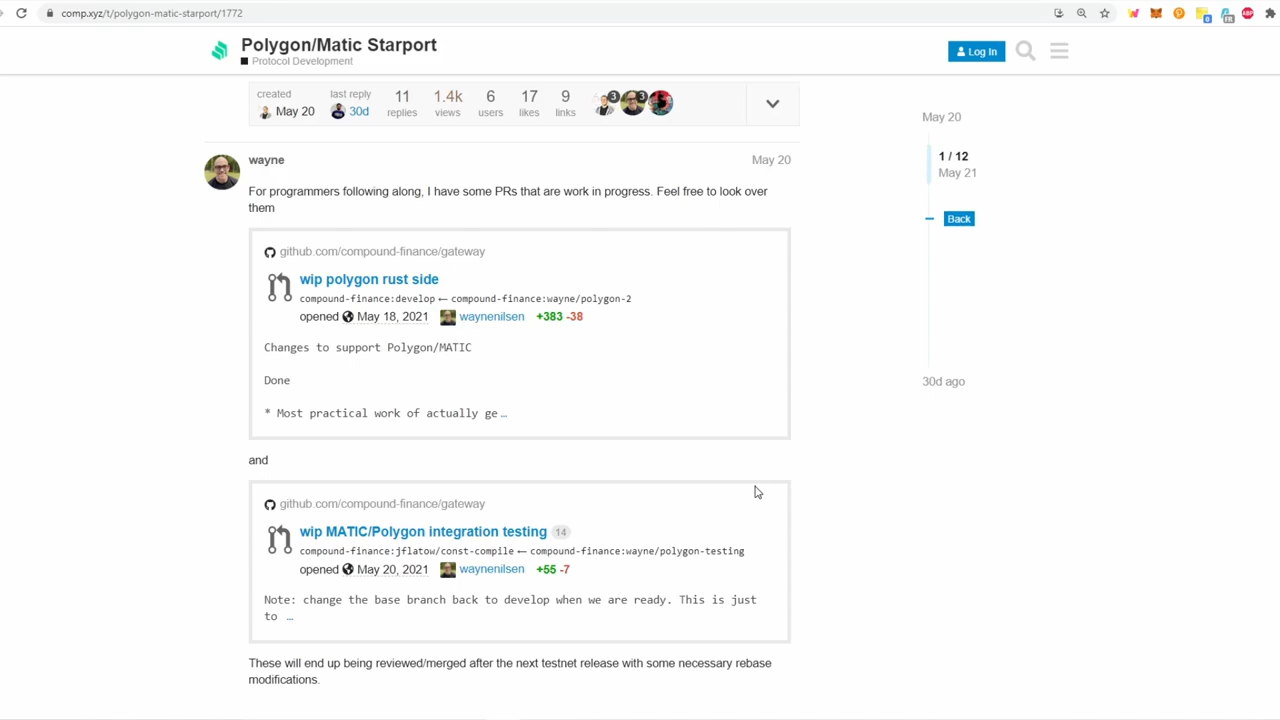 comp.xyz/t/polygon-matic-starport/1772
Polygon/Matic Starport
Protocol Development
Log In
created
May 20
last reply
30d
11
replies
1.4k
views
6
users
17
likes
9
links
3
3
May 20
1 / 12
May 21
Back
30d ago
wayne
May 20
For programmers following along, I have some PRs that are work in progress. Feel free to look over
them
github.com/compound-finance/gateway
wip polygon rust side
compound-finance:develop ← compound-finance:wayne/polygon-2
opened May 18, 2021 waynenilsen +383 -38
Changes to support Polygon/MATIC
Done
* Most practical work of actually ge…
and
github.com/compound-finance/gateway
wip MATIC/Polygon integration testing 14
compound-finance:jflatow/const-compile ← compound-finance:wayne/polygon-testing
opened May 20, 2021 waynenilsen +55 -7
Note: change the base branch back to develop when we are ready. This is just
to …
These will end up being reviewed/merged after the next testnet release with some necessary rebase
modifications.